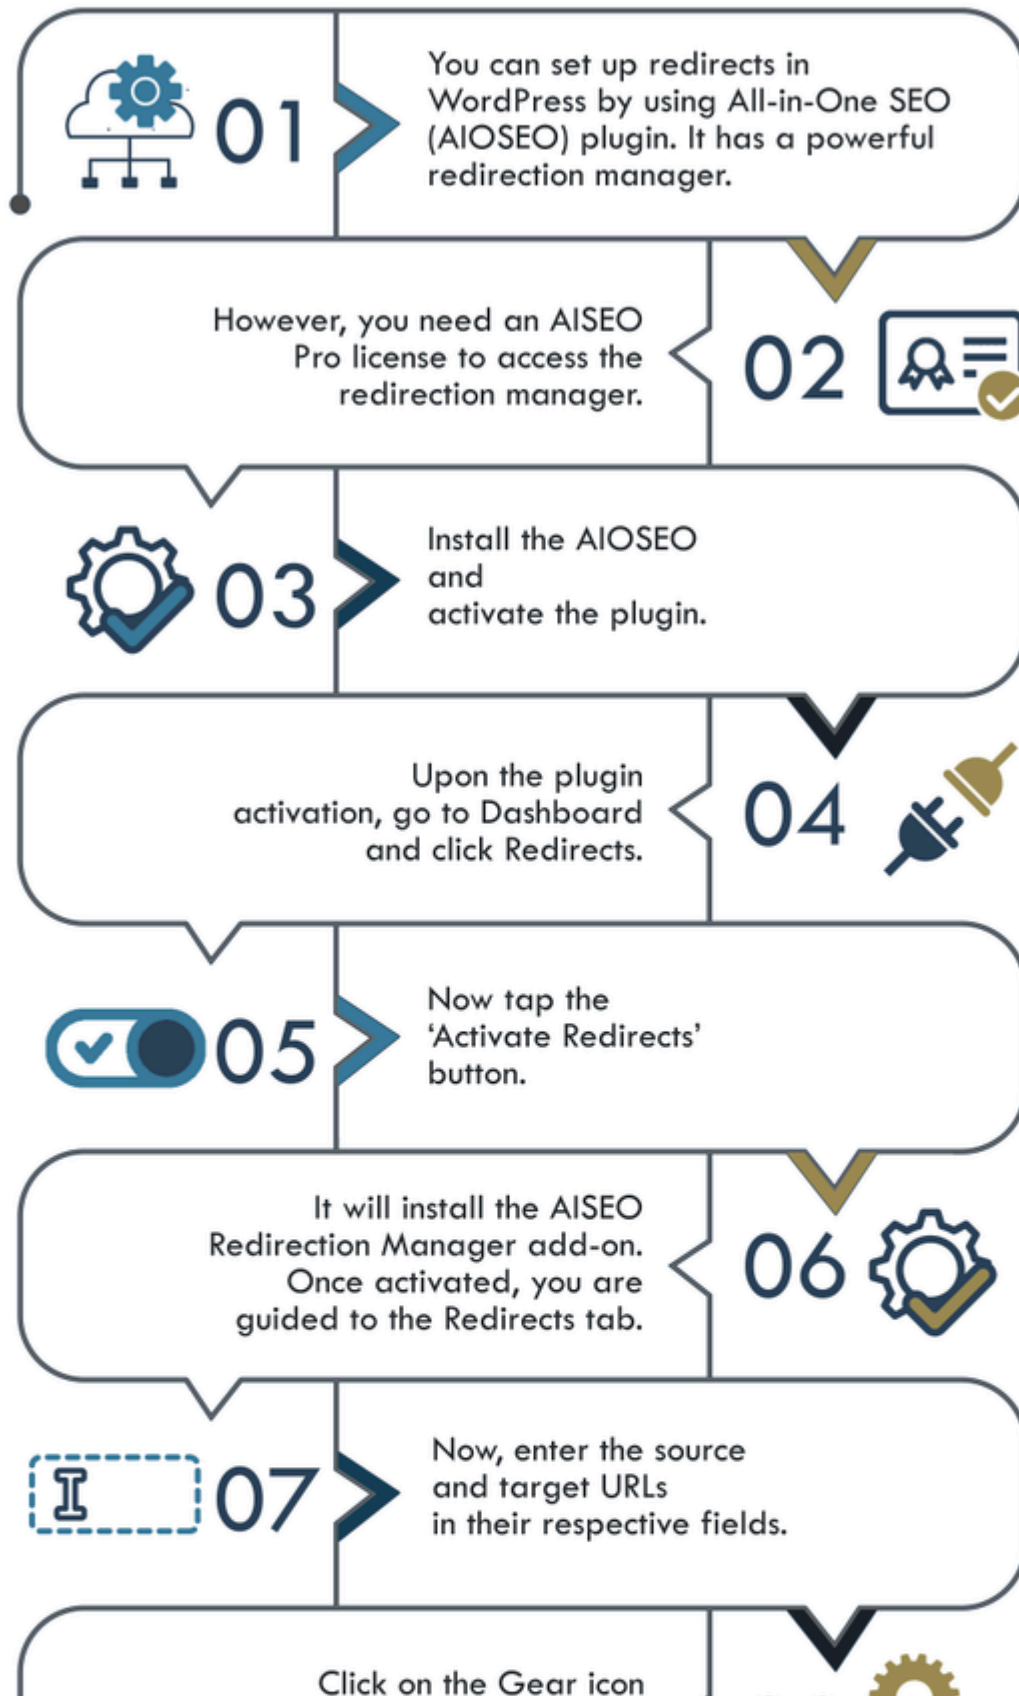 01
You can set up redirects in
WordPress by using All-in-One SEO
(AIOSEO) plugin. It has a powerful
redirection manager.
However, you need an AISEO
Pro license to access the
redirection manager.
02
03
Install the AIOSEO
and
activate the plugin.
Upon the plugin
activation, go to Dashboard
and click Redirects.
04
05
Now tap the
‘Activate Redirects’
button.
It will install the AISEO
Redirection Manager add-on.
Once activated, you are
guided to the Redirects tab.
06
07
Now, enter the source
and target URLs
in their respective fields.
Click on the Gear icon